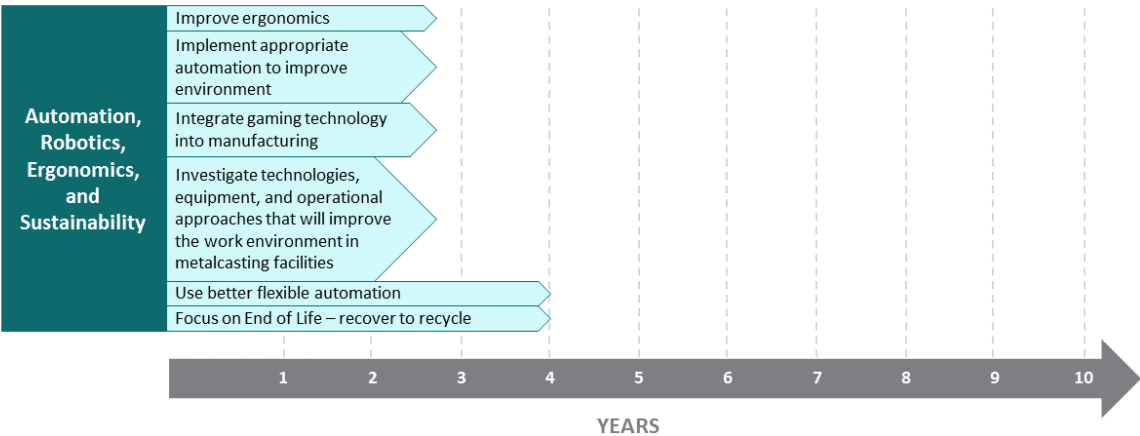 Automation,
Robotics,
Ergonomics,
and
Sustainability
Improve ergonomics
Implement appropriate
automation to improve
environment
Integrate gaming technology
into manufacturing
Investigate technologies,
equipment, and operational
approaches that will improve
the work environment in
metalcasting facilities
Use better flexible automation
Focus on End of Life – recover to recycle
1 2 3 4 5 6 7 8 9 10
YEARS